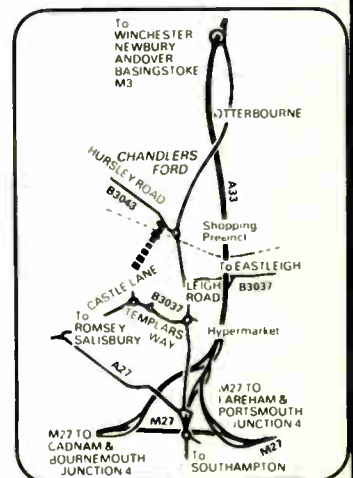 To
WINCHESTER
NEWBURY
ANDOVER
BASINGSTOKE
M3
OTTERBOURNE
CHANDLERS
FORD
HURSLEY ROAD
B3043
A33
Shopping
Precinct
To EASTLEIGH
LEIGH
ROAD
B3037
CASTLE LANE
B3037
TEMPLARS
WAY
To
ROMSEY
SALISBURY
Hypermarket
A27
M27 TO
FAREHAM &
PORTSMOUTH
JUNCTION 4
M27
M27
M27 TO
CADNAM &
BOURNEMOUTH
JUNCTION 4
To
SOUTHAMPTON